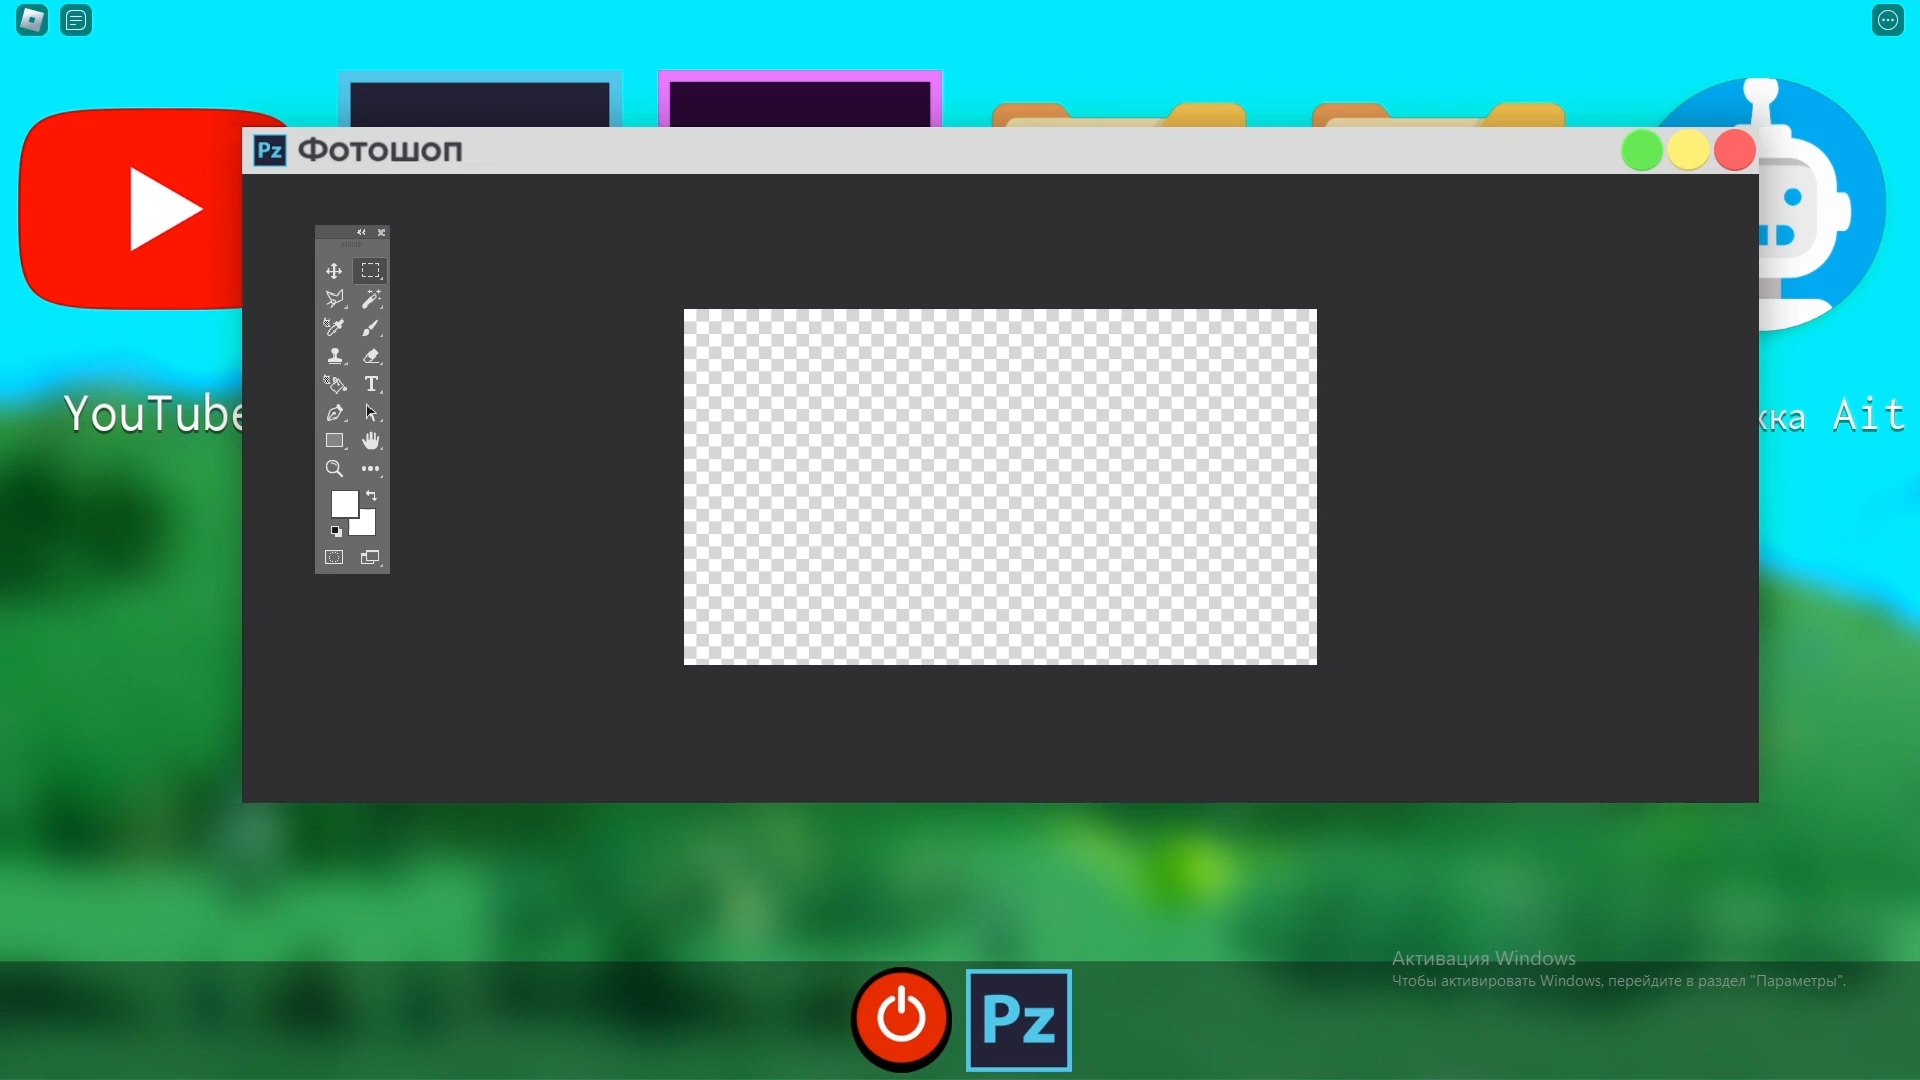 Pz Фотошоп
T
YouTube
кка Ait
Pz
Активация Windows
Чтобы активировать Windows, перейдите в раздел "Параметры".